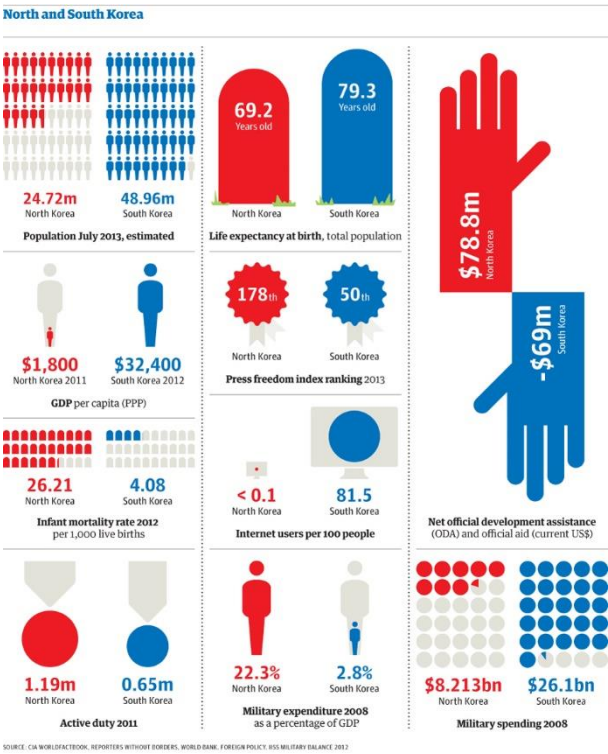 North and South Korea
24.72m
North Korea
48.96m
South Korea
Population July 2013, estimated
69.2
Years old
79.3
Years old
North Korea
South Korea
Life expectancy at birth, total population
$78.8m
North Korea
-$69m
South Korea
Net official development assistance
(ODA) and official aid (current US$)
$1,800
North Korea 2011
$32,400
South Korea 2012
GDP per capita (PPP)
178th
50th
North Korea
South Korea
Press freedom index ranking 2013
26.21
North Korea
4.08
South Korea
Infant mortality rate 2012
per 1,000 live births
< 0.1
North Korea
81.5
South Korea
Internet users per 100 people
1.19m
North Korea
0.65m
South Korea
Active duty 2011
22.3%
North Korea
2.8%
South Korea
Military expenditure 2008
as a percentage of GDP
$8.213bn
North Korea
$26.1bn
South Korea
Military spending 2008
SOURCE: CIA WORLDFACTBOOK, REPORTERS WITHOUT BORDERS, WORLD BANK, FOREIGN POLICY, IISS MILITARY BALANCE 2012